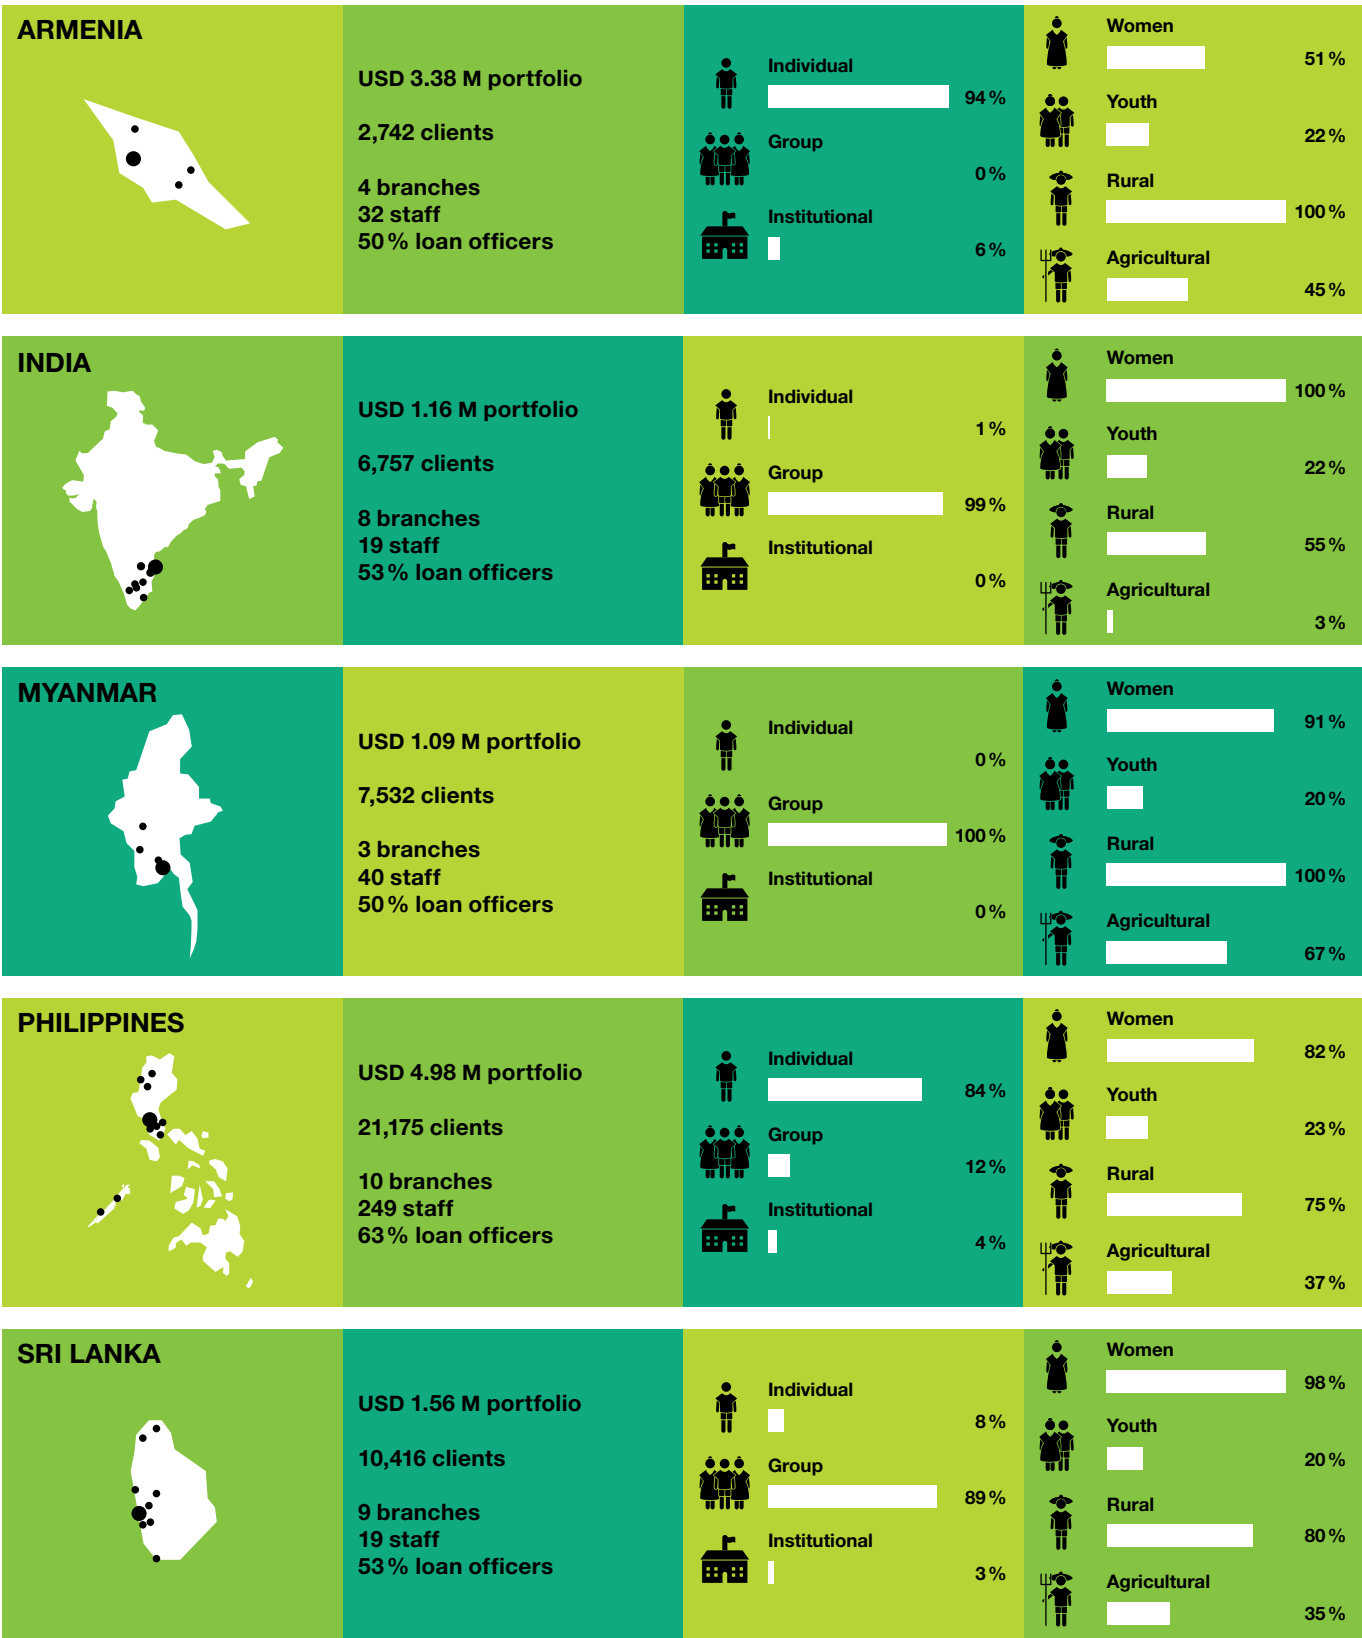 ARMENIA
USD 3.38 M portfolio
2,742 clients
4 branches
32 staff
50 % loan officers
Individual
94 %
Group
0 %
Institutional
6 %
Women
51 %
Youth
22 %
Rural
100 %
Agricultural
45 %
INDIA
USD 1.16 M portfolio
6,757 clients
8 branches
19 staff
53 % loan officers
Individual
1 %
Group
99 %
Institutional
0 %
Women
100 %
Youth
22 %
Rural
55 %
Agricultural
3 %
MYANMAR
USD 1.09 M portfolio
7,532 clients
3 branches
40 staff
50 % loan officers
Individual
0 %
Group
100 %
Institutional
0 %
Women
91 %
Youth
20 %
Rural
100 %
Agricultural
67 %
PHILIPPINES
USD 4.98 M portfolio
21,175 clients
10 branches
249 staff
63 % loan officers
Individual
84 %
Group
12 %
Institutional
4 %
Women
82 %
Youth
23 %
Rural
75 %
Agricultural
37 %
SRI LANKA
USD 1.56 M portfolio
10,416 clients
9 branches
19 staff
53 % loan officers
Individual
8 %
Group
89 %
Institutional
3 %
Women
98 %
Youth
20 %
Rural
80 %
Agricultural
35 %